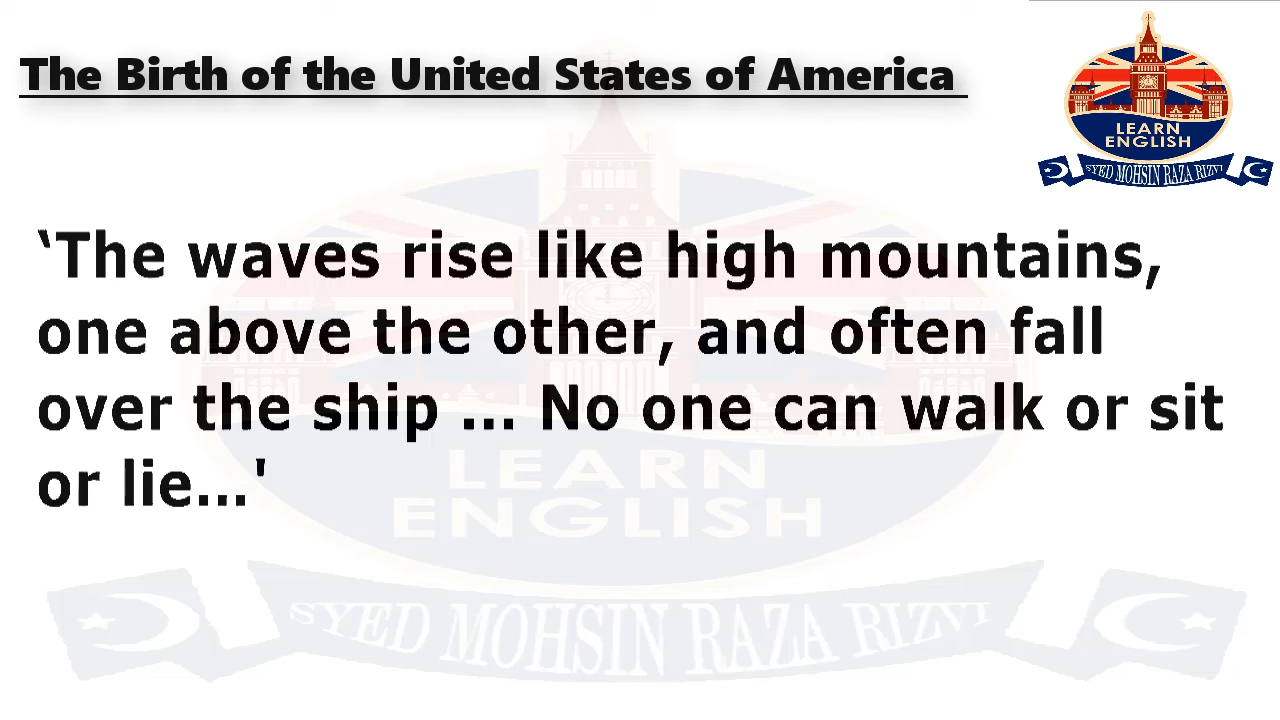 The Birth of the United States of America
LEARN
ENGLISH
SYED MOHSIN RAZA RIZVI
‘The waves rise like high mountains,
one above the other, and often fall
over the ship ... No one can walk or sit
or lie...'
LEARN
ENGLISH
SYED MOHSIN RAZA RIZVI